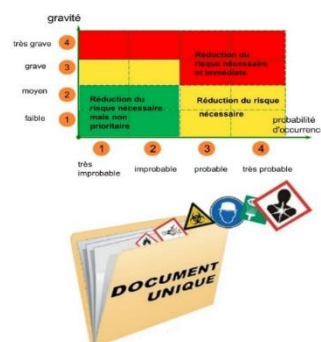 gravité
très grave 4
grave 3
moyen 2
faible 1
Réduction du
risque nécessaire
et immédiate
Réduction du
risque nécessaire
mais non
prioritaire
Réduction du risque
nécessaire
probabilité
d'occurrence
1 2 3 4
très
improbable
improbable
probable
très probable
DOCUMENT
UNIQUE